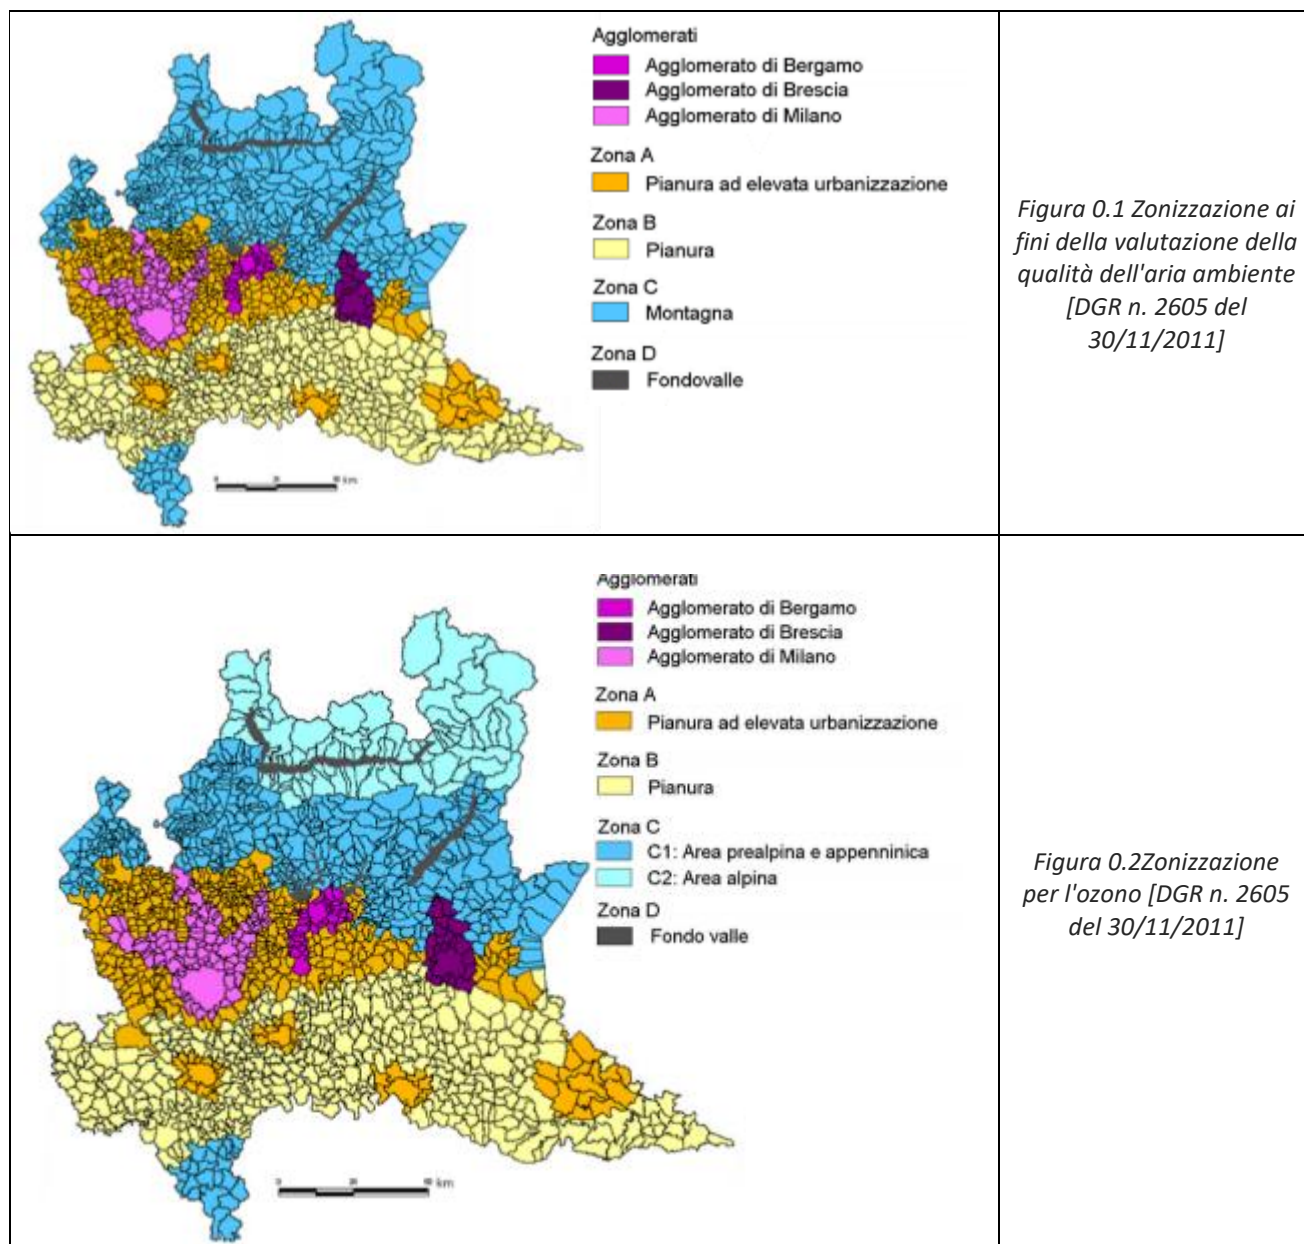 Agglomerati
Agglomerato di Bergamo
Agglomerato di Brescia
Agglomerato di Milano
Zona A
Pianura ad elevata urbanizzazione
Zona B
Pianura
Zona C
Montagna
Zona D
Fondovalle
km
Figura 0.1 Zonizzazione ai
fini della valutazione della
qualità dell'aria ambiente
[DGR n. 2605 del
30/11/2011]
Agglomerati
Agglomerato di Bergamo
Agglomerato di Brescia
Agglomerato di Milano
Zona A
Pianura ad elevata urbanizzazione
Zona B
Pianura
Zona C
C1: Area prealpina e appenninica
C2: Area alpina
Zona D
Fondo valle
km
Figura 0.2Zonizzazione
per l'ozono [DGR n. 2605
del 30/11/2011]